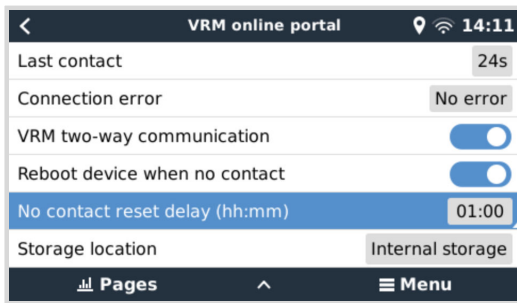 VRM online portal 14:11
Last contact 24s
Connection error No error
VRM two-way communication
Reboot device when no contact
No contact reset delay (hh:mm) 01:00
Storage location Internal storage
Pages Menu